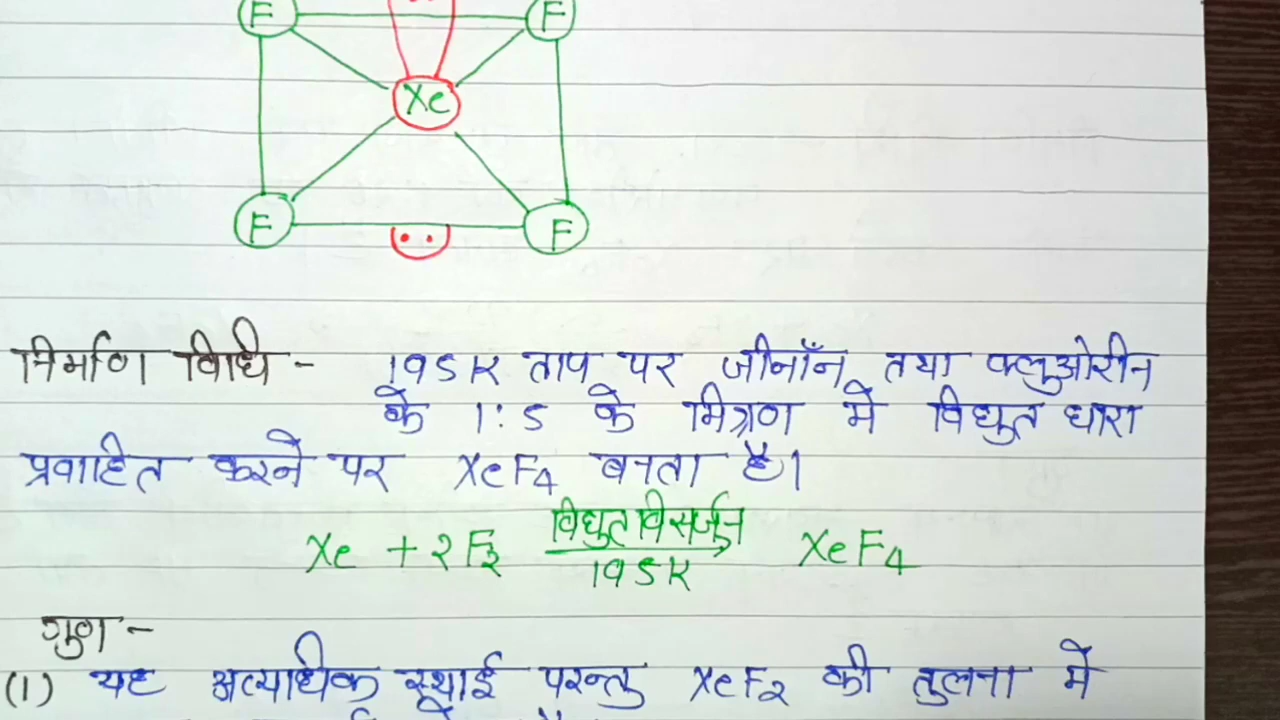 F F
Xe
F F
निर्माण विधि - 195K ताप पर जीनॉन तथा फ्लुओरीन
के 1:5 के मिश्रण में विद्युत धारा
प्रवाहित करने पर XeF4 बनता है।
Xe + 2F2 विद्युत विसर्जन 195K XeF4
गुण -
(1) यह अत्याधिक स्थाई परन्तु XeF2 की तुलना में